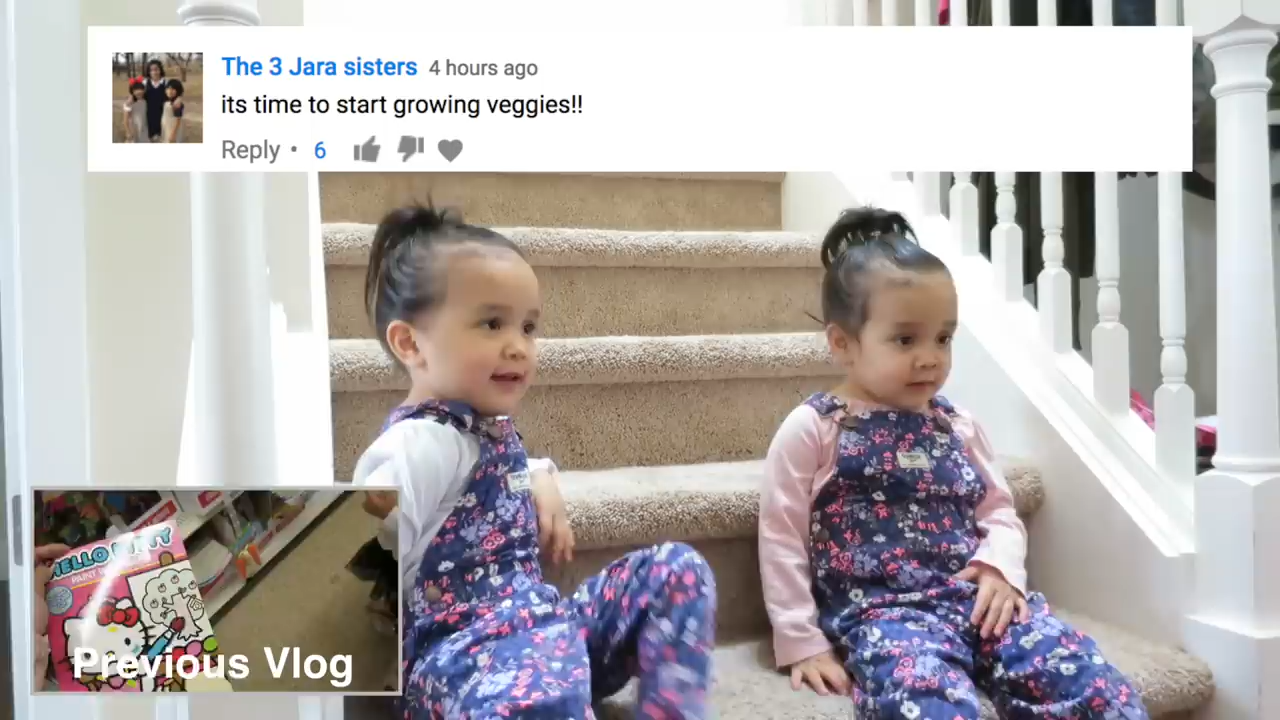 The 3 Jara sisters 4 hours ago
its time to start growing veggies!!
Reply • 6
HELLO KITTY
Previous Vlog